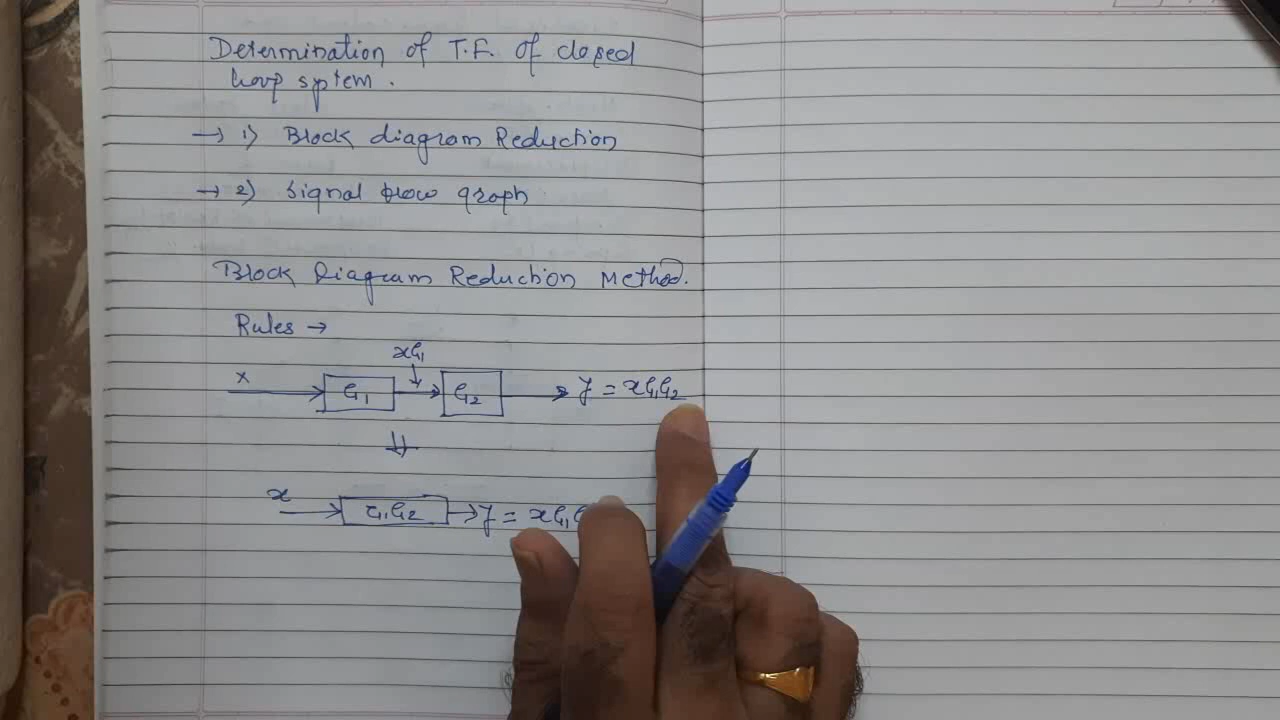 Determination of T.F. of closed
loop system.
→ 1) Block diagram Reduction
→ 2) Signal flow graph
Block Diagram Reduction Method.
Rules →
xG1
x G1 G2 y = xG1G2
x G1G2 y = xG1